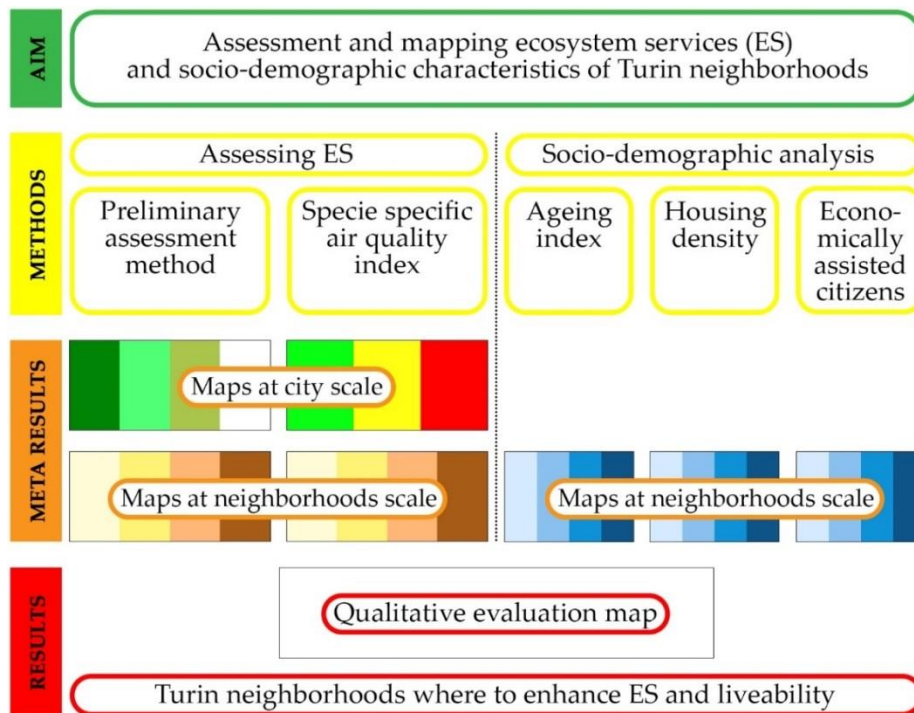 AIM
Assessment and mapping ecosystem services (ES)
and socio-demographic characteristics of Turin neighborhoods
METHODS
Assessing ES
Socio-demographic analysis
Preliminary
assessment
method
Specie specific
air quality
index
Ageing
index
Housing
density
Econo-
mically
assisted
citizens
META RESULTS
Maps at city scale
Maps at neighborhoods scale
Maps at neighborhoods scale
RESULTS
Qualitative evaluation map
Turin neighborhoods where to enhance ES and liveability